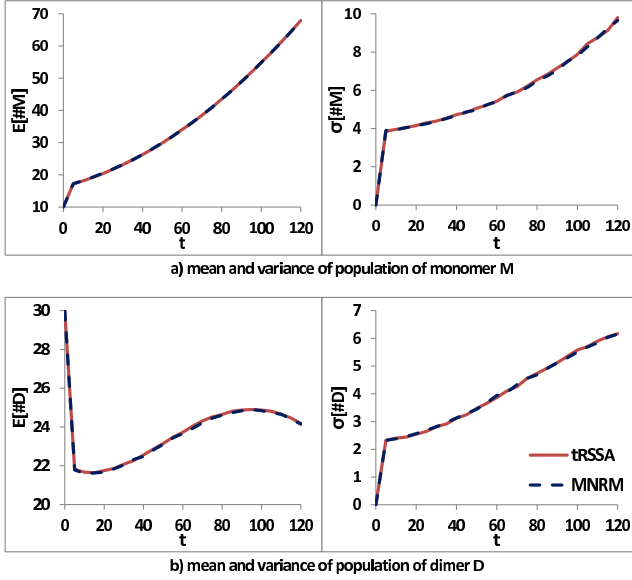 70
60
50
40
30
20
10
E[#M]
0 20 40 60 80 100 120
t
10
8
6
4
2
0
σ[#M]
0 20 40 60 80 100 120
t
a) mean and variance of population of monomer M
30
28
26
24
22
20
E[#D]
0 20 40 60 80 100 120
t
7
6
5
4
3
2
1
0
σ[#D]
tRSSA
MNRM
0 20 40 60 80 100 120
t
b) mean and variance of population of dimer D